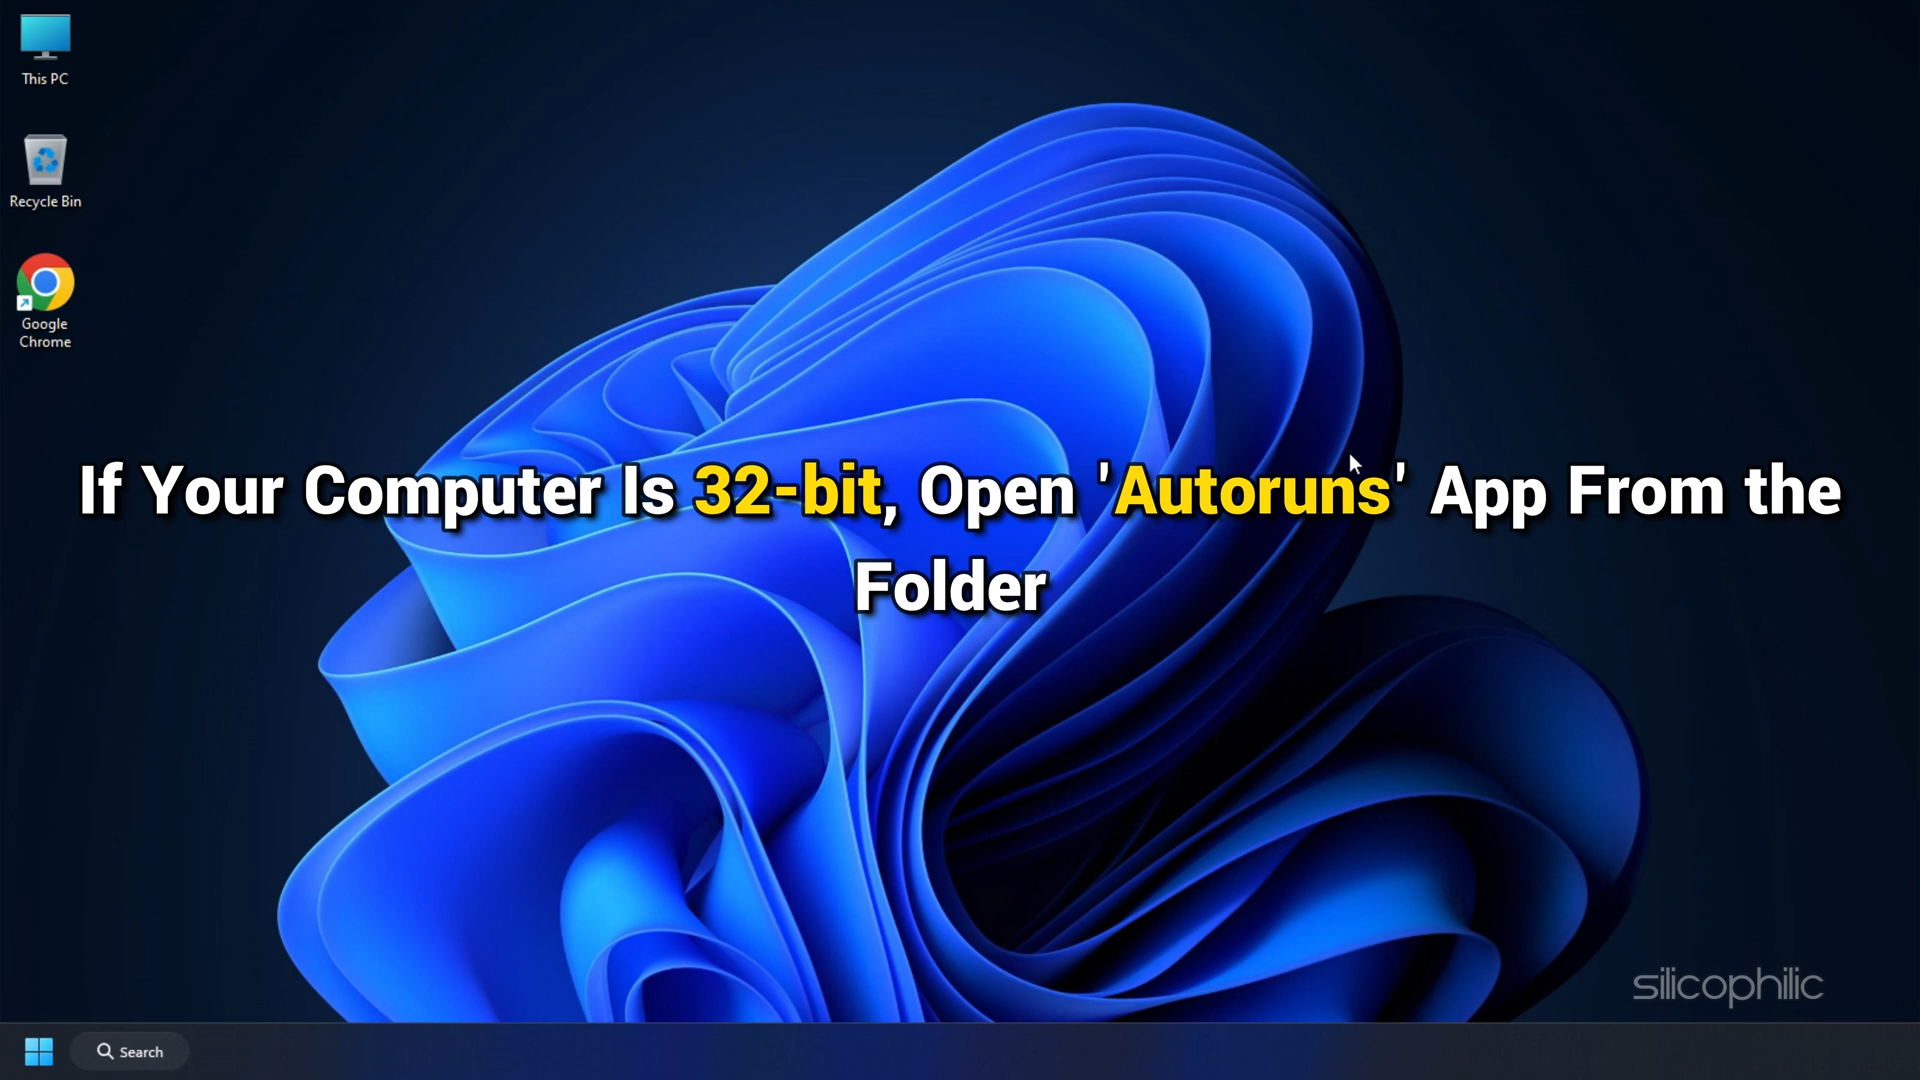 This PC
Recycle Bin
Google
Chrome
If Your Computer Is 32-bit, Open 'Autoruns' App From the
Folder
silicophilic
Search